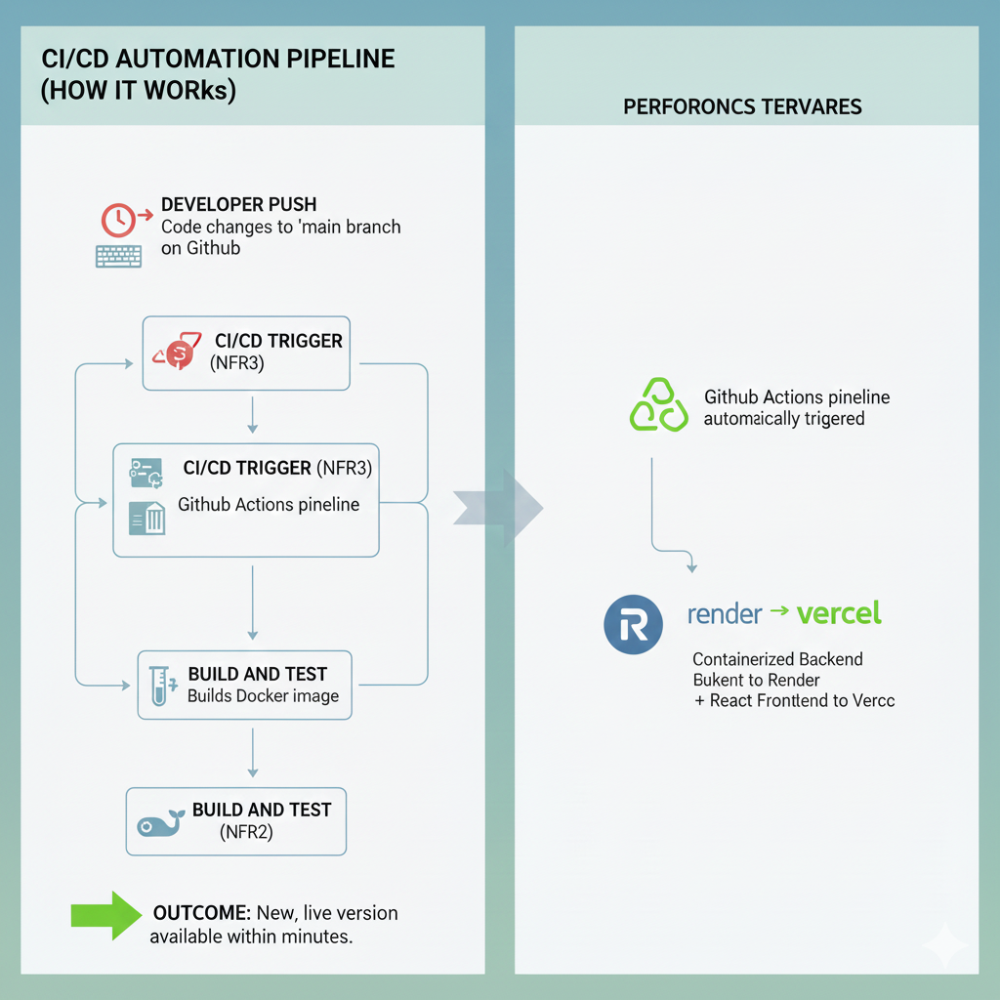 CI/CD AUTOMATION PIPELINE
(HOW IT WORks)
DEVELOPER PUSH
Code changes to 'main branch
on Github
CI/CD TRIGGER
(NFR3)
CI/CD TRIGGER (NFR3)
Github Actions pineline
BUILD AND TEST
Builds Docker image
BUILD AND TEST
(NFR2)
OUTCOME: New, live version
available within minutes.
PERFORONCS TERVARES
Github Actions pineline
automaically trigered
R
render → vercel
Containerized Backend
Bukent to Render
+ React Fronttend to Vercc